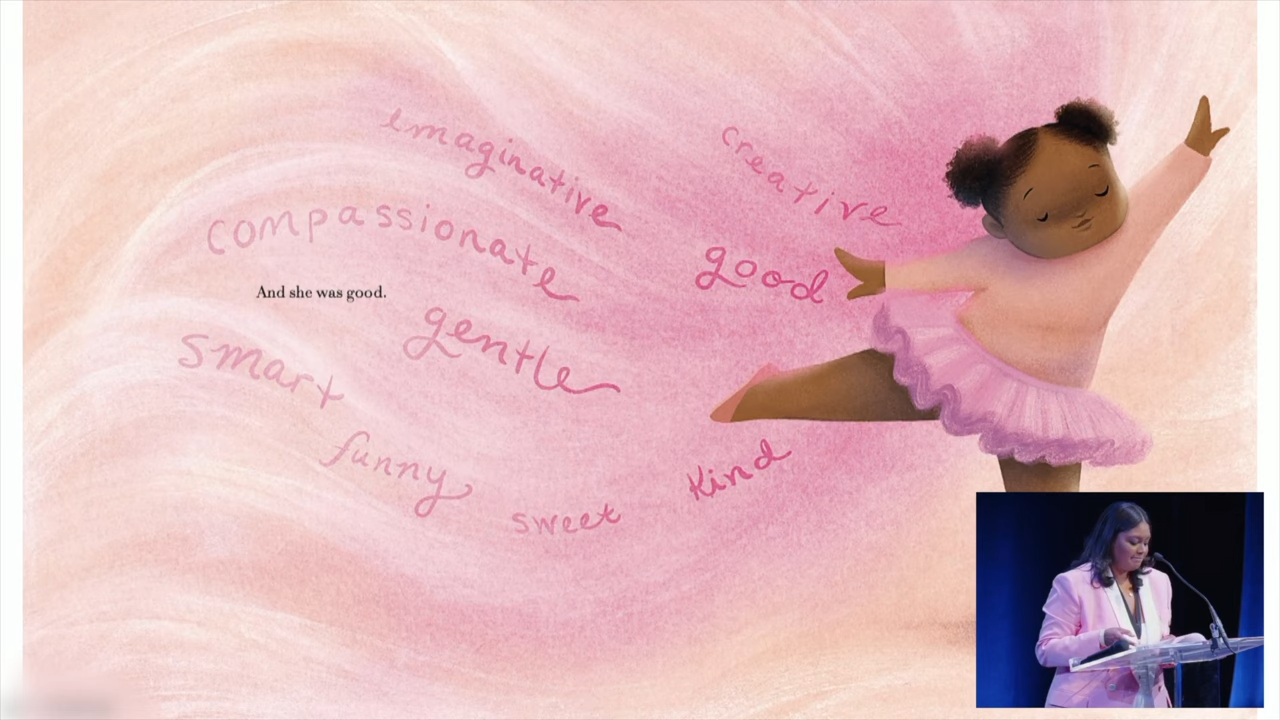 imaginative
creative
compassionate
good
And she was good.
gentle
smart
funny
sweet
kind